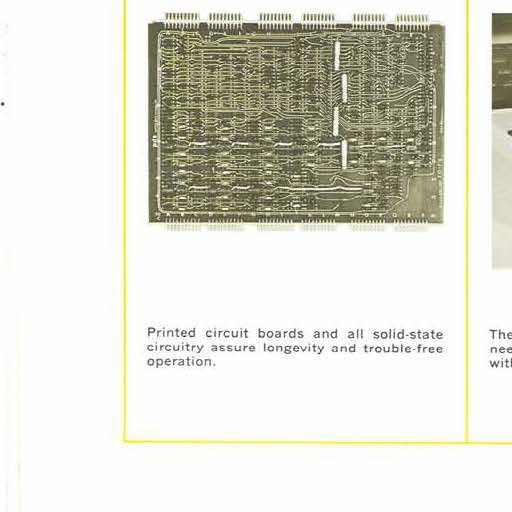 Printed circuit boards and all solid-state
circuitry assure longevity and trouble-free
operation.
The
nee
with